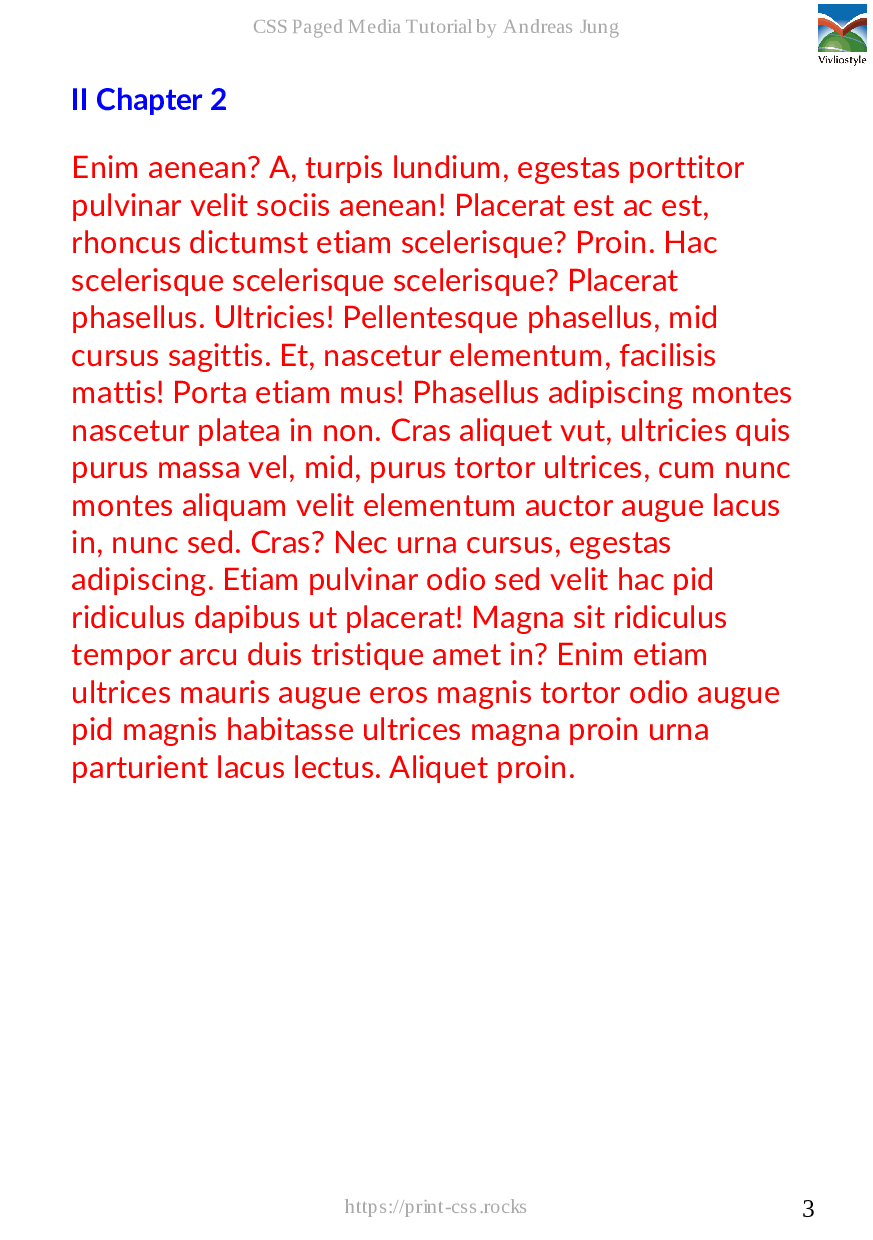 CSS Paged Media Tutorial by Andreas Jung
Vivliostyle
II Chapter 2
Enim aenean? A, turpis lundium, egestas porttitor
pulvinar velit sociis aenean! Placerat est ac est,
rhoncus dictumst etiam scelerisque? Proin. Hac
scelerisque scelerisque scelerisque? Placerat
phasellus. Ultricies! Pellentesque phasellus, mid
cursus sagittis. Et, nascetur elementum, facilisis
mattis! Porta etiam mus! Phasellus adipiscing montes
nascetur platea in non. Cras aliquet vut, ultricies quis
purus massa vel, mid, purus tortor ultrices, cum nunc
montes aliquam velit elementum auctor augue lacus
in, nunc sed. Cras? Nec urna cursus, egestas
adipiscing. Etiam pulvinar odio sed velit hac pid
ridiculus dapibus ut placerat! Magna sit ridiculus
tempor arcu duis tristique amet in? Enim etiam
ultrices mauris augue eros magnis tortor odio augue
pid magnis habitasse ultrices magna proin urna
parturient lacus lectus. Aliquet proin.
https://print-css.rocks
3